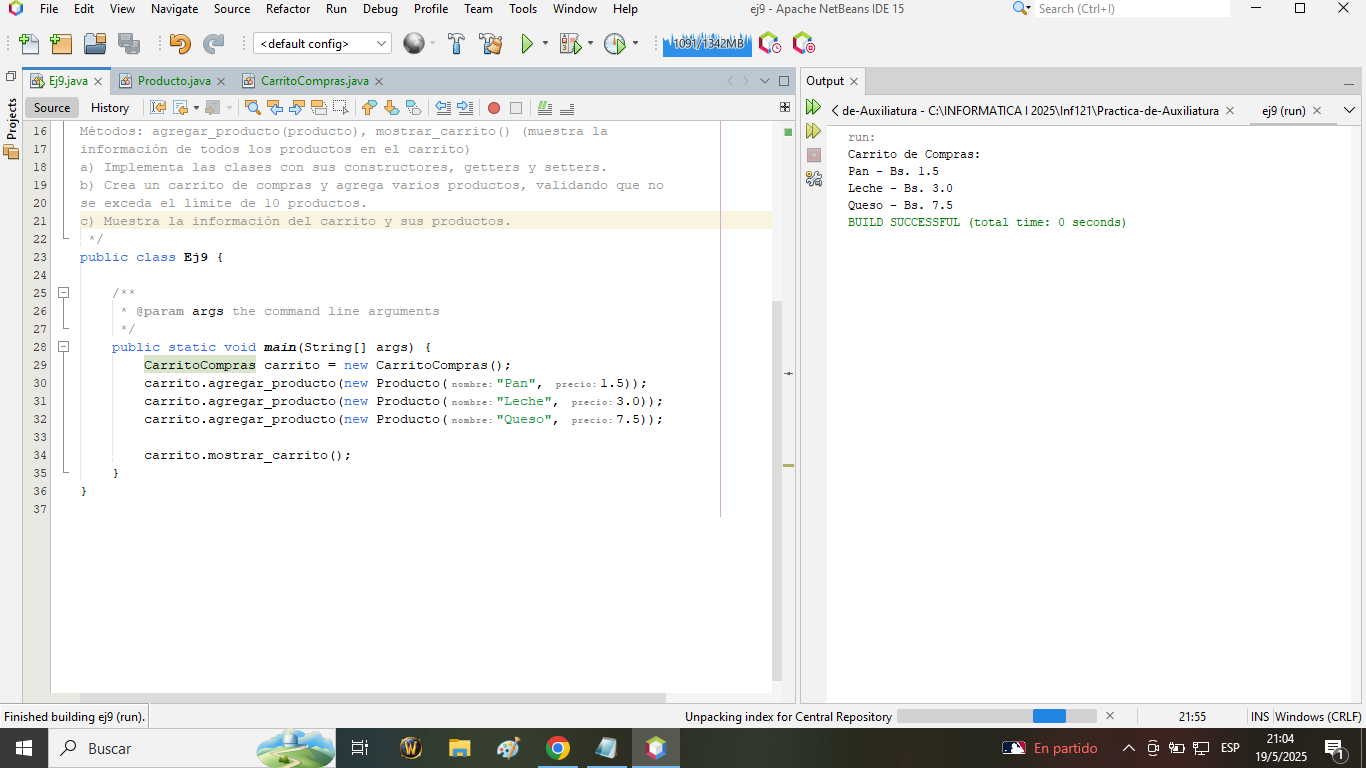 File Edit View Navigate Source Refactor Run Debug Profile Team Tools Window Help
ej9 - Apache NetBeans IDE 15
Search (Ctrl+I)
<default config>
1091/1342MB
Projects
Ej9.java
Producto.java
CarritoCompras.java
Source History
16 Métodos: agregar_producto(producto), mostrar_carrito() (muestra la
17 información de todos los productos en el carrito)
18 a) Implementa las clases con sus constructores, getters y setters.
19 b) Crea un carrito de compras y agrega varios productos, validando que no
20 se exceda el límite de 10 productos.
21 c) Muestra la información del carrito y sus productos.
22 */
23 public class Ej9 {
24
25 /**
26 * @param args the command line arguments
27 */
28 public static void main(String[] args) {
29 CarritoCompras carrito = new CarritoCompras();
30 carrito.agregar_producto(new Producto( nombre: "Pan", precio: 1.5));
31 carrito.agregar_producto(new Producto( nombre: "Leche", precio: 3.0));
32 carrito.agregar_producto(new Producto( nombre: "Queso", precio: 7.5));
33
34 carrito.mostrar_carrito();
35 }
36 }
37
Output
de-Auxiliatura - C:\INFORMATICA I 2025\Inf121\Practica-de-Auxiliatura
ej9 (run)
run:
Carrito de Compras:
Pan - Bs. 1.5
Leche - Bs. 3.0
Queso - Bs. 7.5
BUILD SUCCESSFUL (total time: 0 seconds)
Finished building ej9 (run).
Unpacking index for Central Repository
21:55
INS
Windows (CRLF)
Buscar
En partido
ESP
21:04
19/5/2025
1